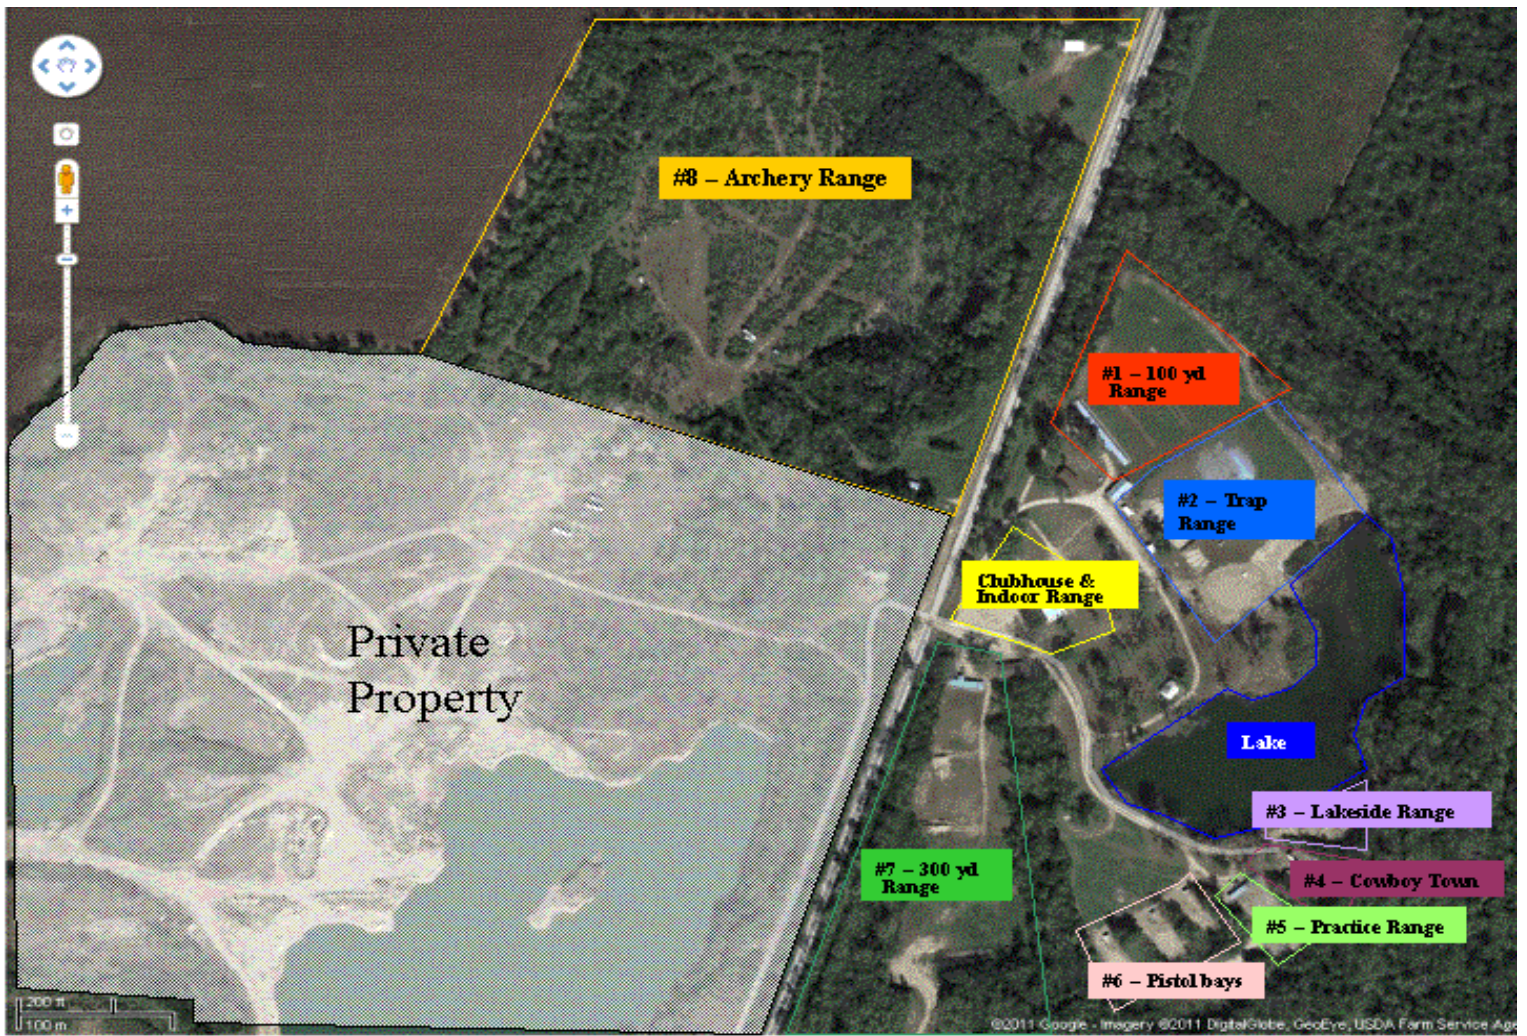 #8 – Archery Range
#1 – 100 yd
Range
#2 – Trap
Range
Clubhouse &
Indoor Range
Private
Property
Lake
#3 – Lakeside Range
#7 – 300 yd
Range
#4 – Cowboy Town
#5 – Practice Range
#6 – Pistol bays
200 ft
100 m
©2011 Google - Imagery ©2011 DigitalGlobe, GeoEye, USDA Farm Service Age